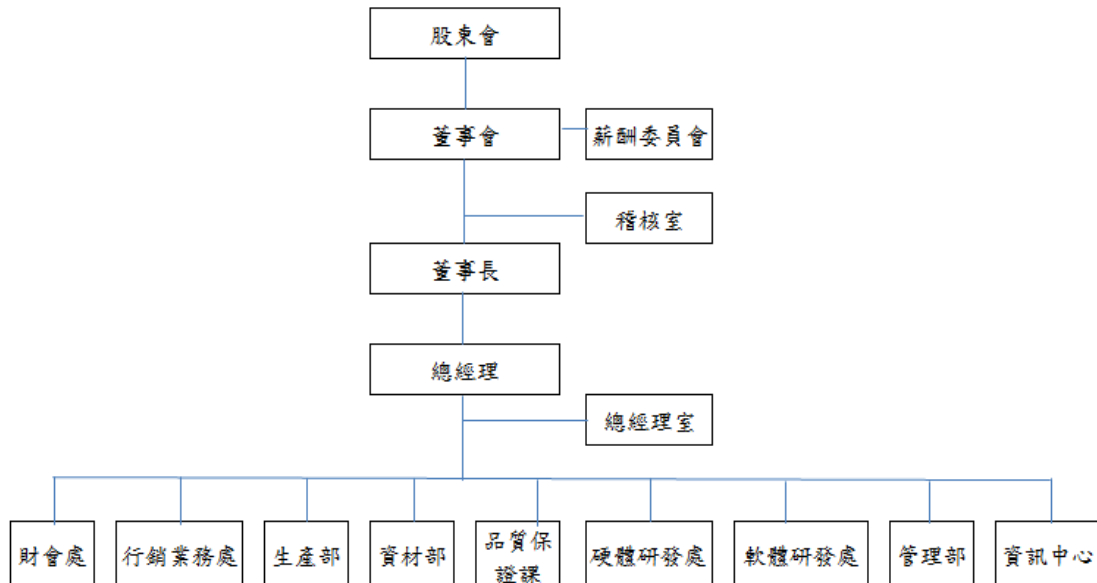 股東會
董事會
薪酬委員會
稽核室
董事長
總經理
總經理室
財會處
行銷業務處
生產部
資材部
品質保
證課
硬體研發處
軟體研發處
管理部
資訊中心